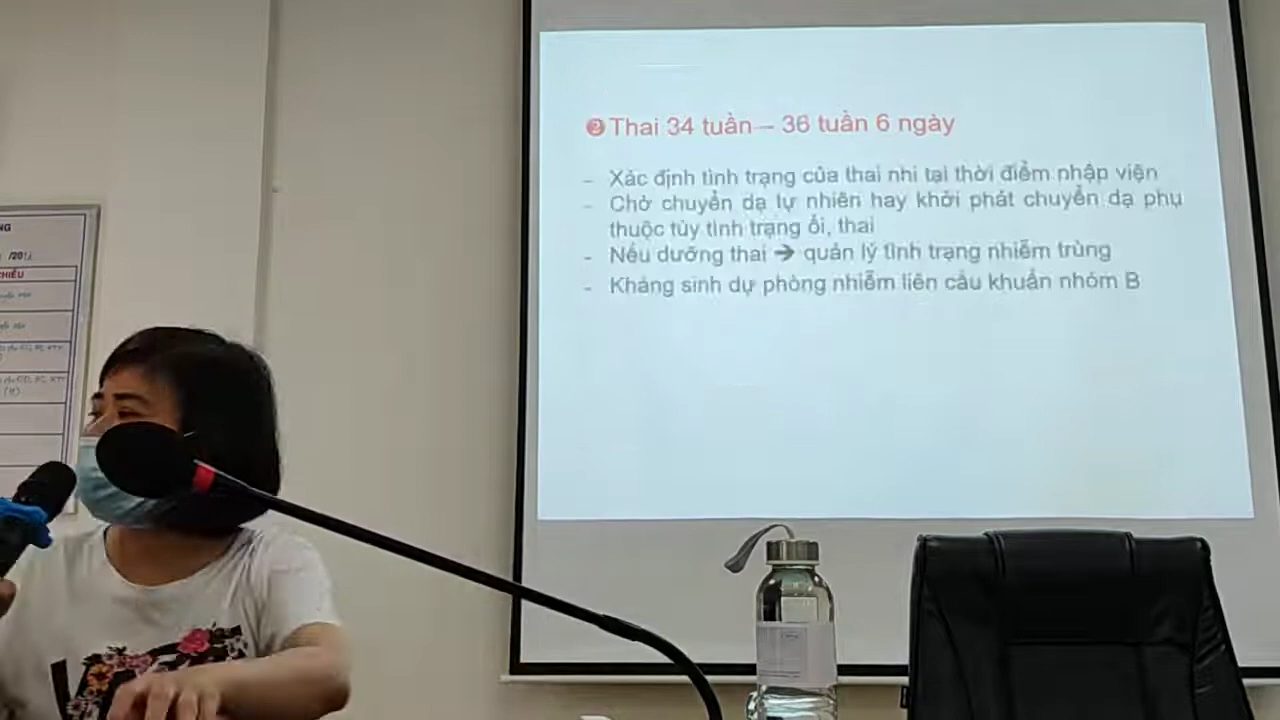 ❷ Thai 34 tuần – 36 tuần 6 ngày
- Xác định tình trạng của thai nhi tại thời điểm nhập viện
- Chờ chuyển dạ tự nhiên hay khởi phát chuyển dạ phụ
thuộc tùy tình trạng ối, thai
- Nếu dưỡng thai ➔ quản lý tình trạng nhiễm trùng
- Kháng sinh dự phòng nhiễm liên cầu khuẩn nhóm B